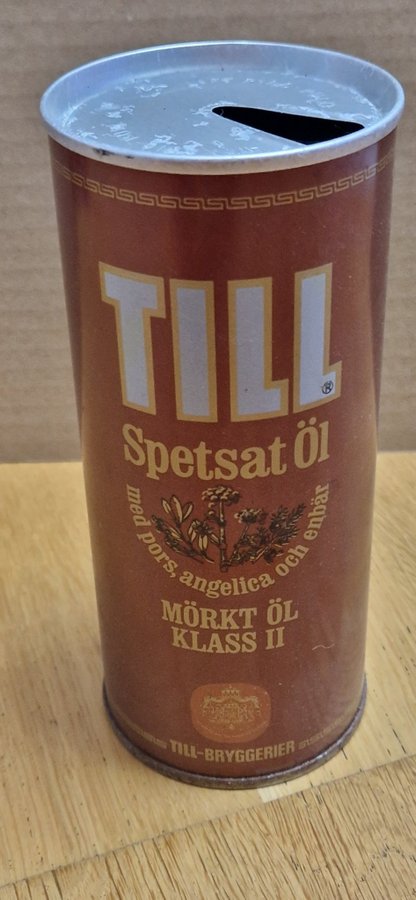 TILL
®
Spetsat Öl
med pors, angelica och enbär
MÖRKT ÖL
KLASS II
TILL-BRYGGERIER